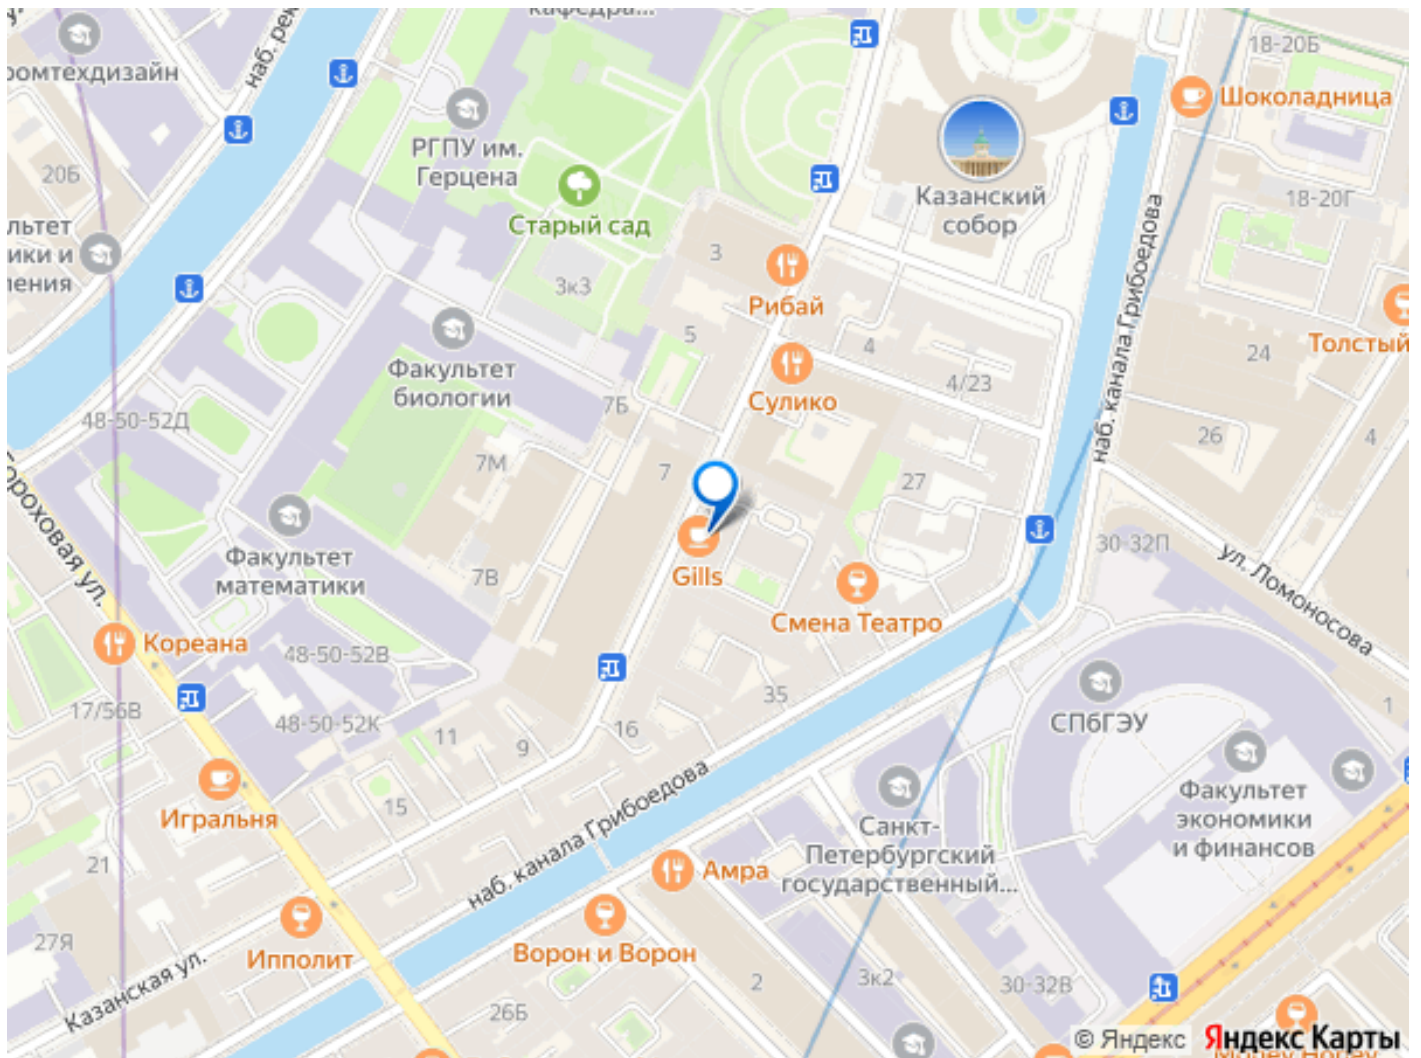 кафедра...
наб. рек
ромтехдизайн
18-20Б
Шоколадница
РГПУ им.
Герцена
20Б
Старый сад
Казанский
собор
18-20Г
льтет
ики и
ления
3
3к3
Рибай
наб. канала Грибоедова
5
4
4/23
24
Толстый
Факультет
биологии
Сулико
7Б
48-50-52Д
26
4
7М
7
27
Гороховая ул.
Факультет
математики
7В
Gills
30-32П
ул. Ломоносова
Смена Театро
Кореана
48-50-52В
35
17/56В
48-50-52К
11
9
16
СПбГЭУ
1
Игральня
15
наб. канала Грибоедова
Факультет
экономики
и финансов
Санкт-
Петербургский
государственный...
21
Амра
27Я
Ипполит
Ворон и Ворон
Казанская ул.
2
3к2
30-32В
26Б
© Яндекс Яндекс Карты